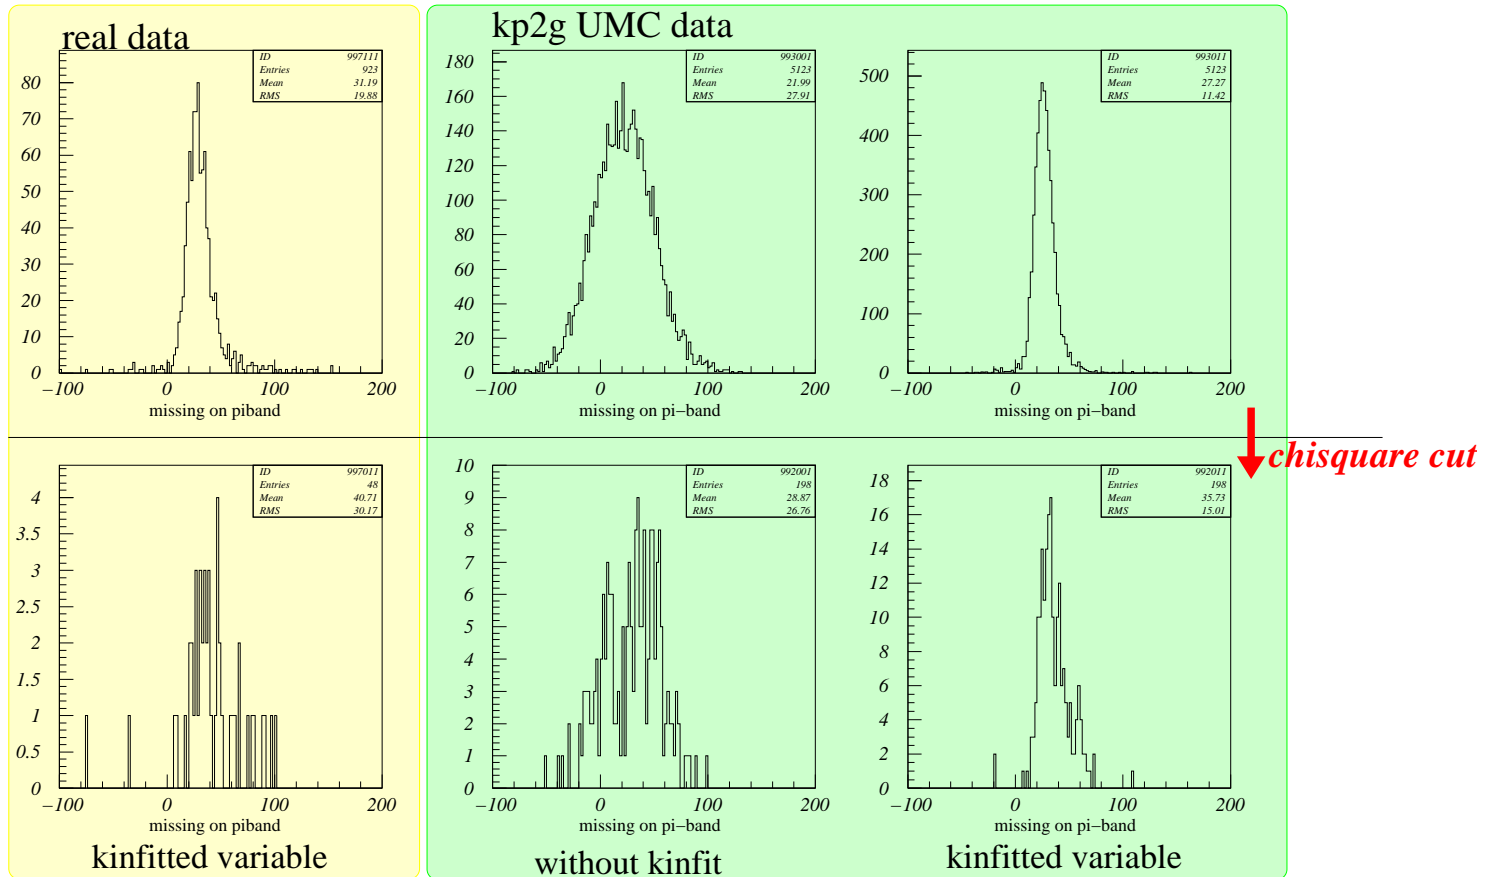 real data
kp2g UMC data
ID 997111
Entries 923
Mean 31.19
RMS 19.88
80
70
60
50
40
30
20
10
0
−100 0 100 200
missing on piband
ID 993001
Entries 5123
Mean 21.99
RMS 27.91
180
160
140
120
100
80
60
40
20
0
−100 0 100 200
missing on pi−band
ID 993011
Entries 5123
Mean 27.27
RMS 11.42
500
400
300
200
100
0
−100 0 100 200
missing on pi−band
chisquare cut
ID 997011
Entries 48
Mean 40.71
RMS 30.17
4
3.5
3
2.5
2
1.5
1
0.5
0
−100 0 100 200
missing on piband
kinfitted variable
ID 992001
Entries 198
Mean 28.87
RMS 26.76
10
9
8
7
6
5
4
3
2
1
0
−100 0 100 200
missing on pi−band
without kinfit
ID 992011
Entries 198
Mean 35.73
RMS 15.01
18
16
14
12
10
8
6
4
2
0
−100 0 100 200
missing on pi−band
kinfitted variable